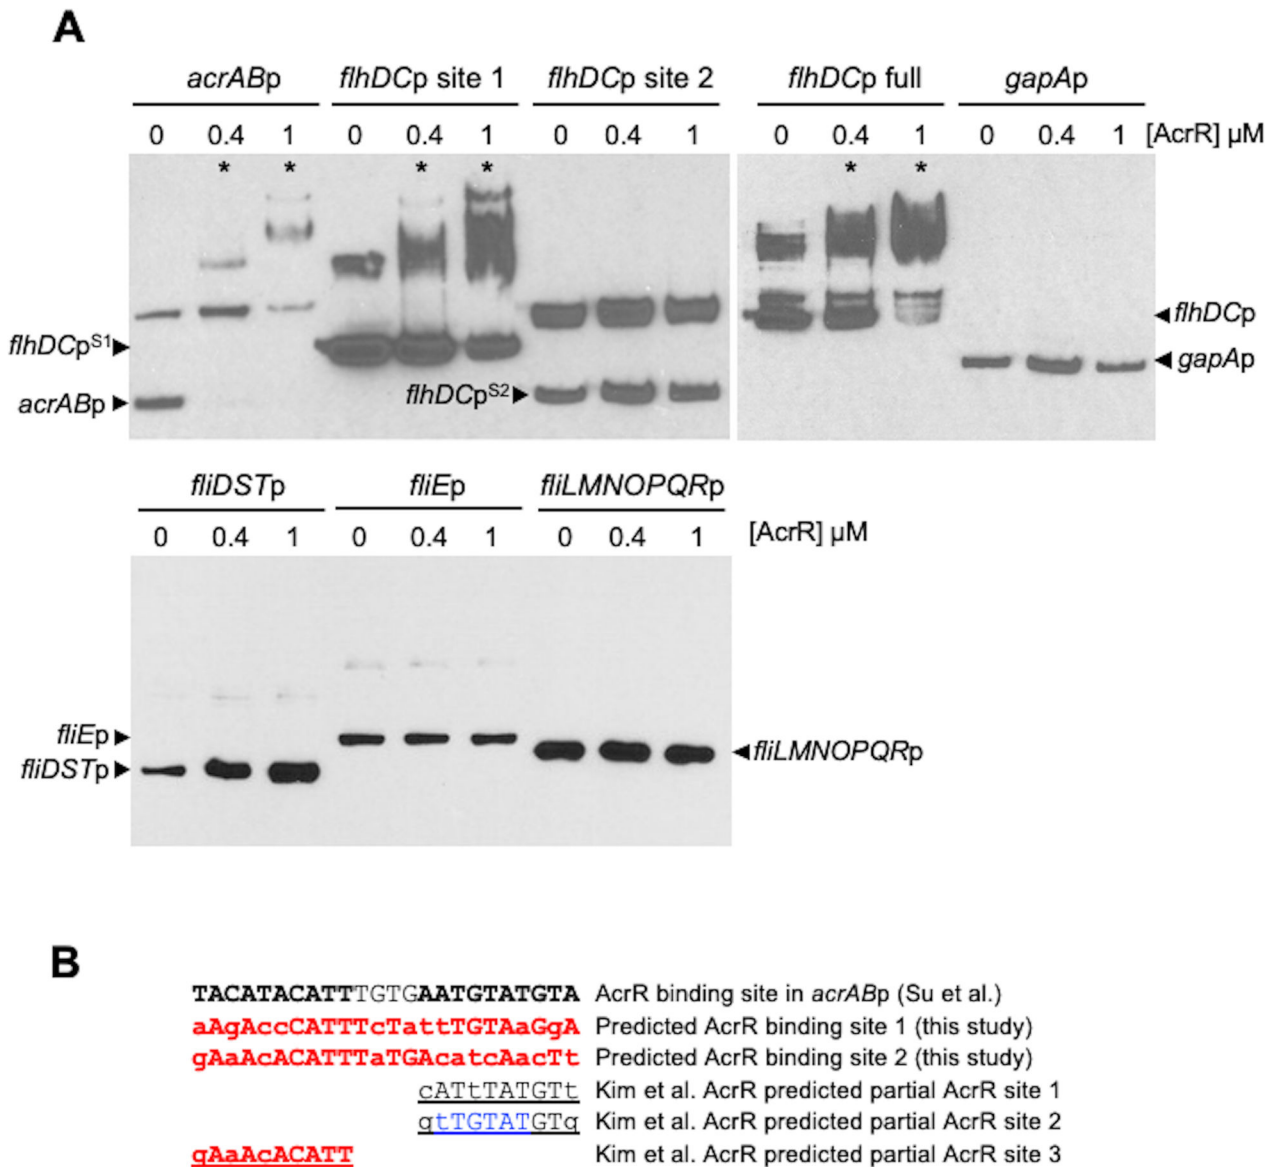 A
acrABp flhDCp site 1 flhDCp site 2 flhDCp full gapAp
0 0.4 1 0 0.4 1 0 0.4 1 0 0.4 1 0 0.4 1 [AcrR] µM
* * * * * *
flhDCp
flhDCpS1
gapAp
flhDCpS2
acrABp
fliDSTp fliEp fliLMNOPQRp
0 0.4 1 0 0.4 1 0 0.4 1 [AcrR] µM
fliEp
fliLMNOPQRp
fliDSTp
B
TACATACATTTGTGAATGTATGTA AcrR binding site in acrABp (Su et al.)
aAgAccCATTTcTattTGTAaGgA Predicted AcrR binding site 1 (this study)
gAaAcACATTTaTGAcatcAacTt Predicted AcrR binding site 2 (this study)
cATtTATGTt Kim et al. AcrR predicted partial AcrR site 1
gtTGTATGTg Kim et al. AcrR predicted partial AcrR site 2
gAaAcACATT Kim et al. AcrR predicted partial AcrR site 3